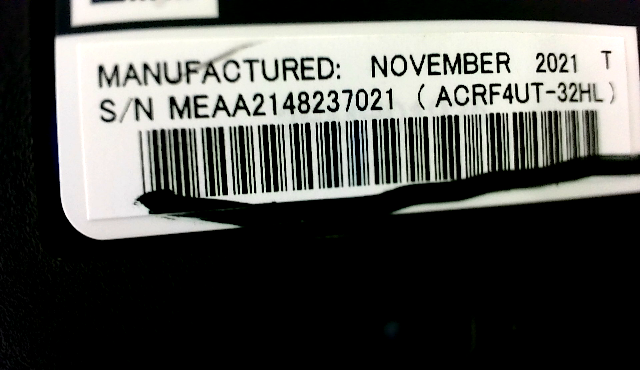 MANUFACTURED: NOVEMBER 2021 T
S/N MEAA2148237021 (ACRF4UT-32HL)